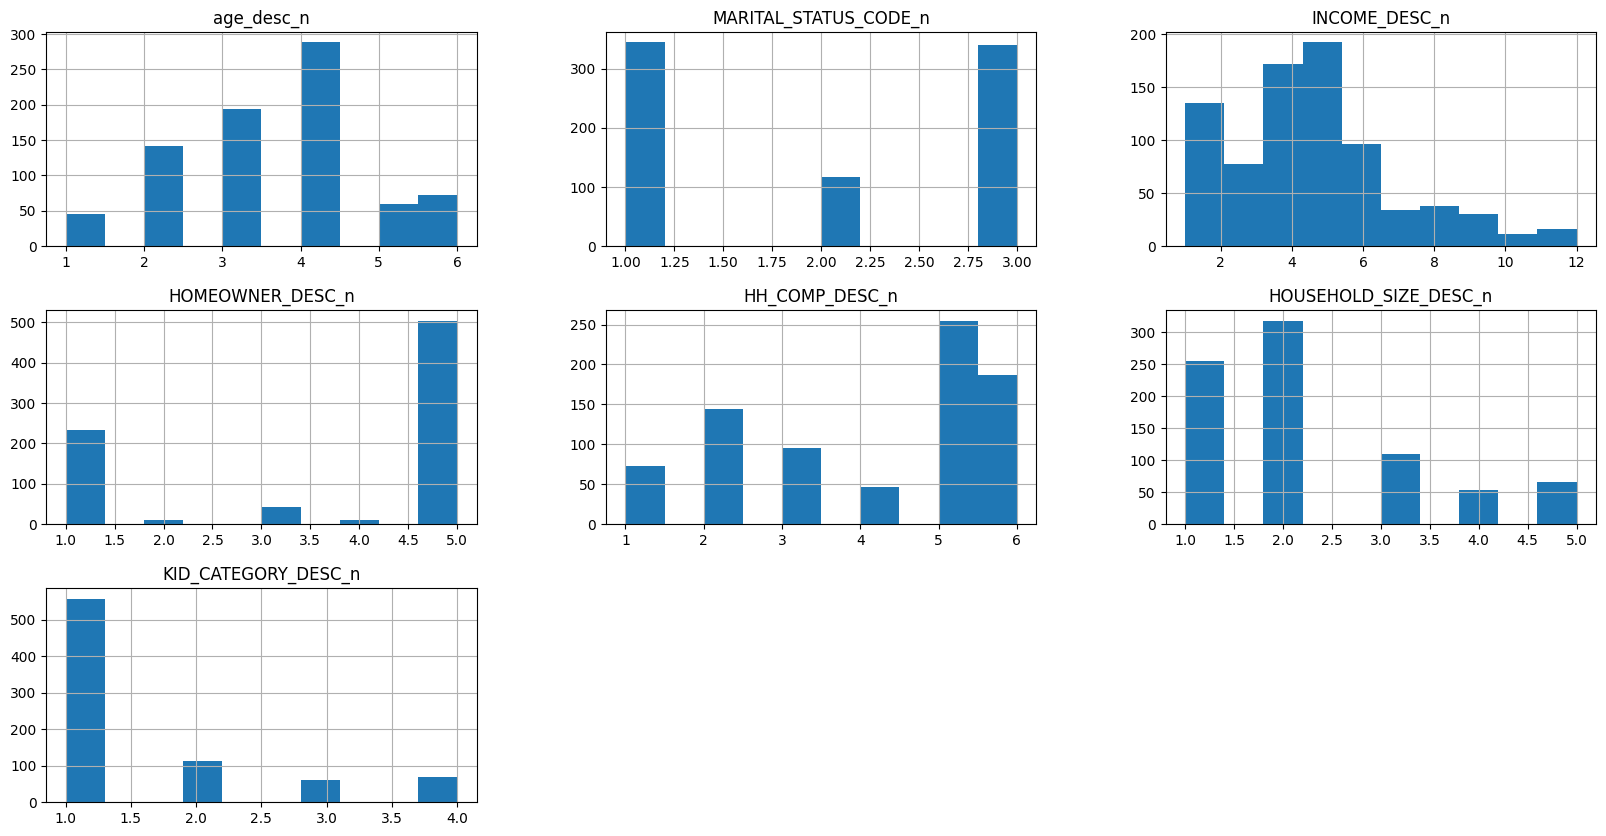 age_desc_n
300
250
200
150
100
50
0
1 2 3 4 5 6
MARITAL_STATUS_CODE_n
300
200
100
0
1.00 1.25 1.50 1.75 2.00 2.25 2.50 2.75 3.00
INCOME_DESC_n
200
150
100
50
0
2 4 6 8 10 12
HOMEOWNER_DESC_n
500
400
300
200
100
0
1.0 1.5 2.0 2.5 3.0 3.5 4.0 4.5 5.0
HH_COMP_DESC_n
250
200
150
100
50
0
1 2 3 4 5 6
HOUSEHOLD_SIZE_DESC_n
300
250
200
150
100
50
0
1.0 1.5 2.0 2.5 3.0 3.5 4.0 4.5 5.0
KID_CATEGORY_DESC_n
500
400
300
200
100
0
1.0 1.5 2.0 2.5 3.0 3.5 4.0